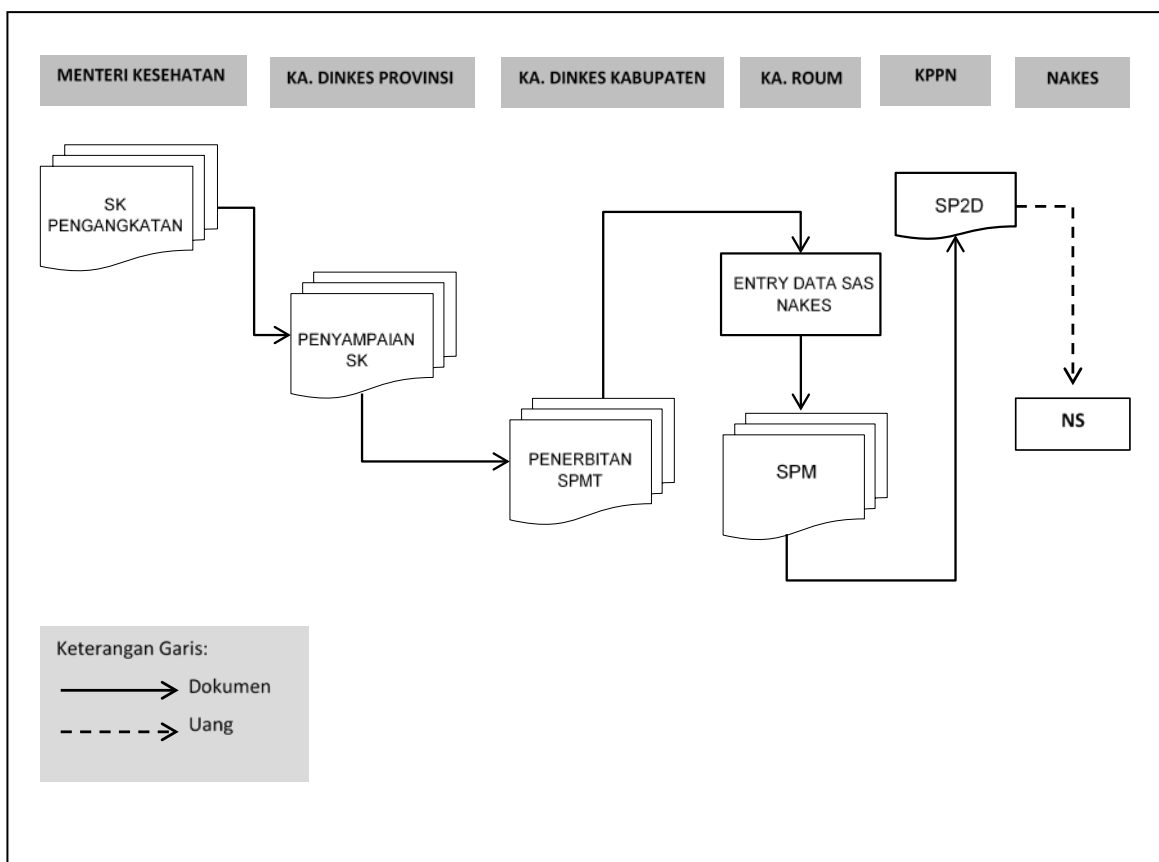 MENTERI KESEHATAN
KA. DINKES PROVINSI
KA. DINKES KABUPATEN
KA. ROUM
KPPN
NAKES
SK
PENGANGKATAN
PENYAMPAIAN
SK
PENERBITAN
SPMT
ENTRY DATA SAS
NAKES
SPM
SP2D
NS
Keterangan Garis:
Dokumen
Uang